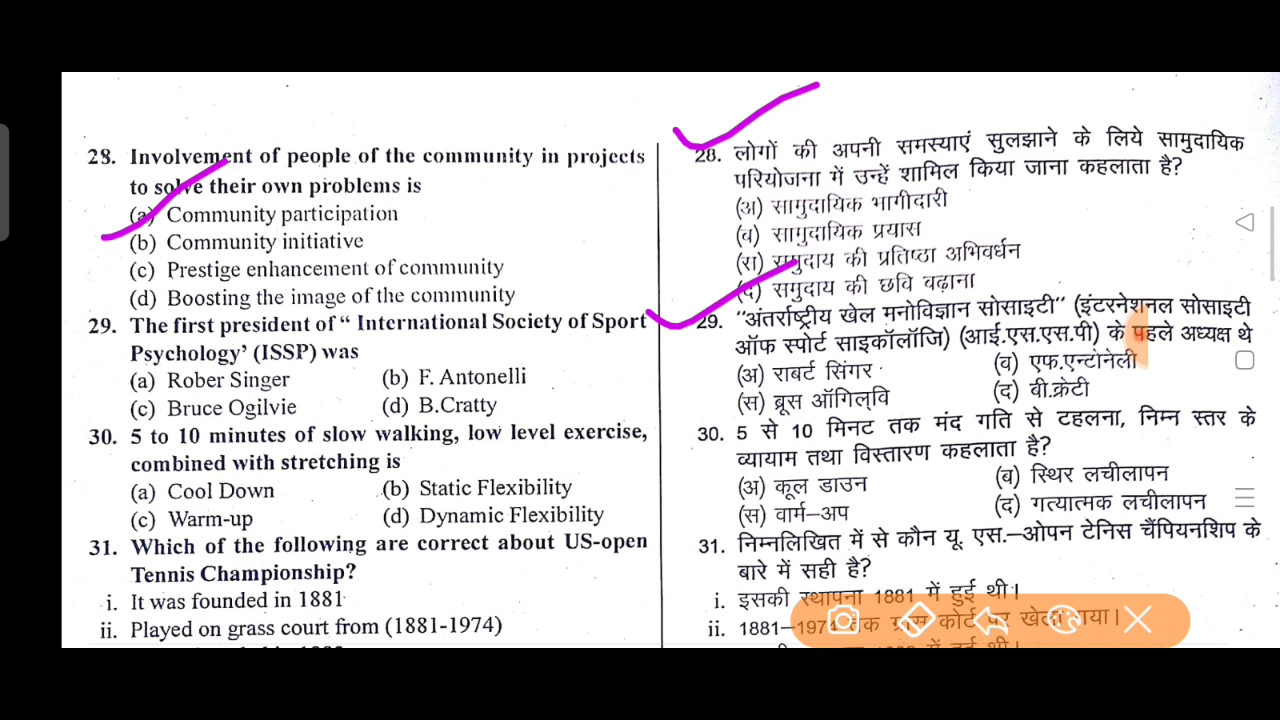 28. Involvement of people of the community in projects
to solve their own problems is
(a) Community participation
(b) Community initiative
(c) Prestige enhancement of community
(d) Boosting the image of the community
29. The first president of “ International Society of Sport
Psychology’ (ISSP) was
(a) Rober Singer (b) F. Antonelli
(c) Bruce Ogilvie (d) B.Cratty
30. 5 to 10 minutes of slow walking, low level exercise,
combined with stretching is
(a) Cool Down (b) Static Flexibility
(c) Warm-up (d) Dynamic Flexibility
31. Which of the following are correct about US-open
Tennis Championship?
i. It was founded in 1881
ii. Played on grass court from (1881-1974)
28. लोगों की अपनी समस्याएं सुलझाने के लिये सामुदायिक
परियोजना में उन्हें शामिल किया जाना कहलाता है?
(अ) सामुदायिक भागीदारी
(व) सामुदायिक प्रयास
(स) समुदाय की प्रतिष्ठा अभिवर्धन
(द) समुदाय की छवि बढ़ाना
29. "अंतर्राष्ट्रीय खेल मनोविज्ञान सोसाइटी" (इंटरनेशनल सोसाइटी
ऑफ स्पोर्ट साइकॉलॉजि) (आई.एस.एस.पी) के पहले अध्यक्ष थे
(अ) राबर्ट सिंगर (व) एफ.एन्टोनेली
(स) ब्रूस ऑगिल्वि (द) बी.क्रेटी
30. 5 से 10 मिनट तक मंद गति से टहलना, निम्न स्तर के
व्यायाम तथा विस्तारण कहलाता है?
(अ) कूल डाउन (ब) स्थिर लचीलापन
(स) वार्म–अप (द) गत्यात्मक लचीलापन
31. निम्नलिखित में से कौन यू. एस.–ओपन टेनिस चैंपियनशिप के
बारे में सही है?
i. इसकी स्थापना 1881 में हुई थी।
ii. 1881–1974 तक ग्रास कोर्ट पर खेला गया।